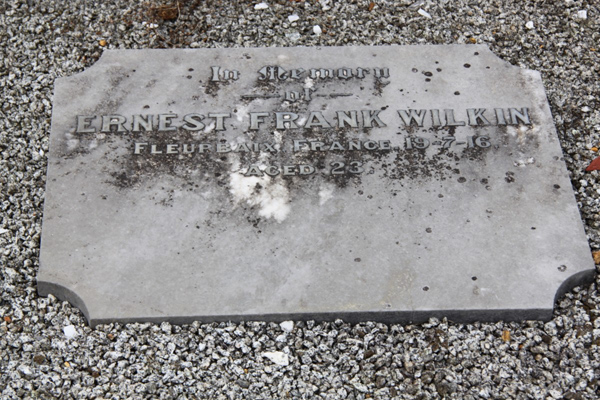 In Memory
of
ERNEST FRANK WILKIN
FLEURBAIX, FRANCE 19-7-16
AGED 23